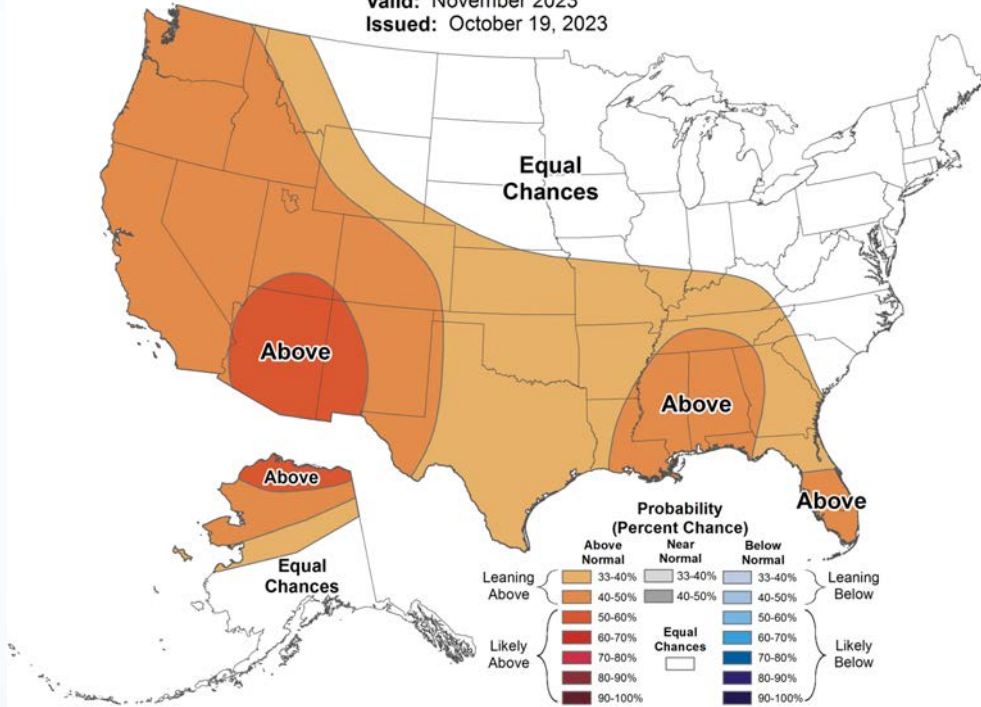 Valid: November 2023
Issued: October 19, 2023
Equal
Chances
Above
Above
Above
Above
Equal
Chances
Probability
(Percent Chance)
Above
Normal
Near
Normal
Below
Normal
Leaning
Above
33-40%
33-40%
33-40%
Leaning
Below
40-50%
40-50%
40-50%
Likely
Above
50-60%
60-70%
70-80%
80-90%
90-100%
Equal
Chances
50-60%
60-70%
70-80%
80-90%
90-100%
Likely
Below